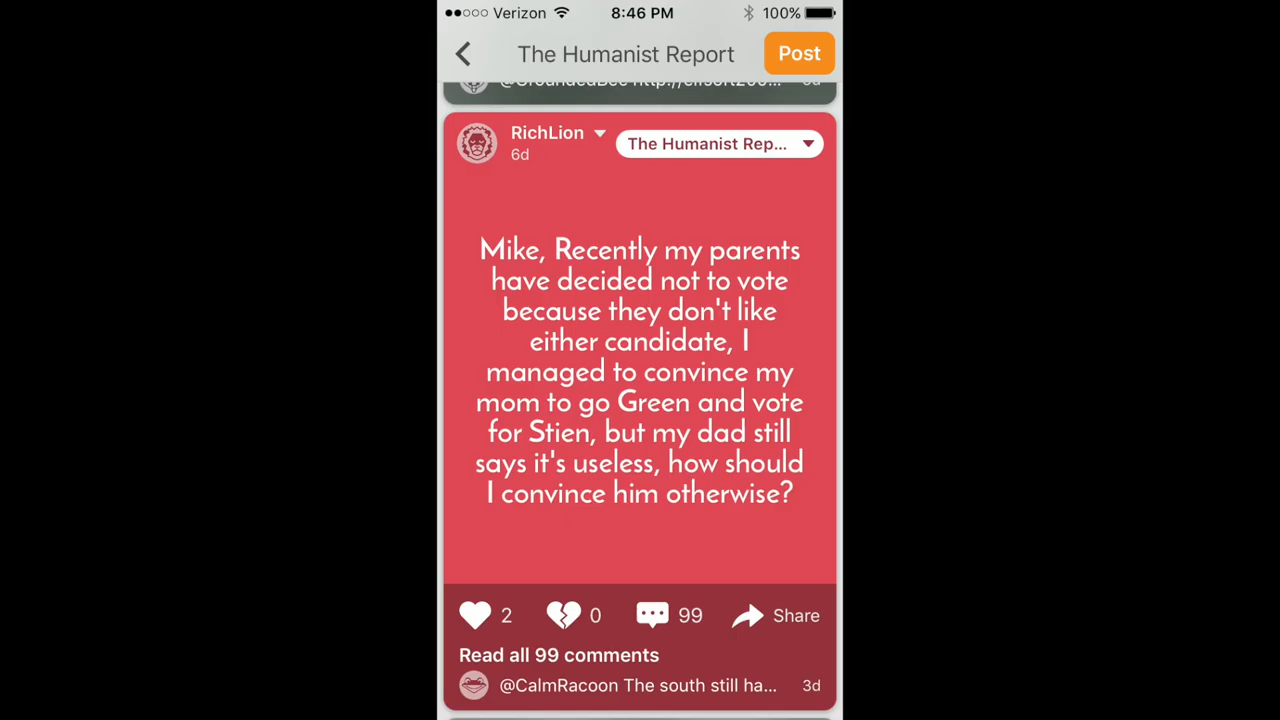 Verizon 8:46 PM 100%
The Humanist Report Post
RichLion The Humanist Rep...
6d
Mike, Recently my parents
have decided not to vote
because they don't like
either candidate, I
managed to convince my
mom to go Green and vote
for Stien, but my dad still
says it's useless, how should
I convince him otherwise?
2 0 99 Share
Read all 99 comments
@CalmRacoon The south still ha... 3d